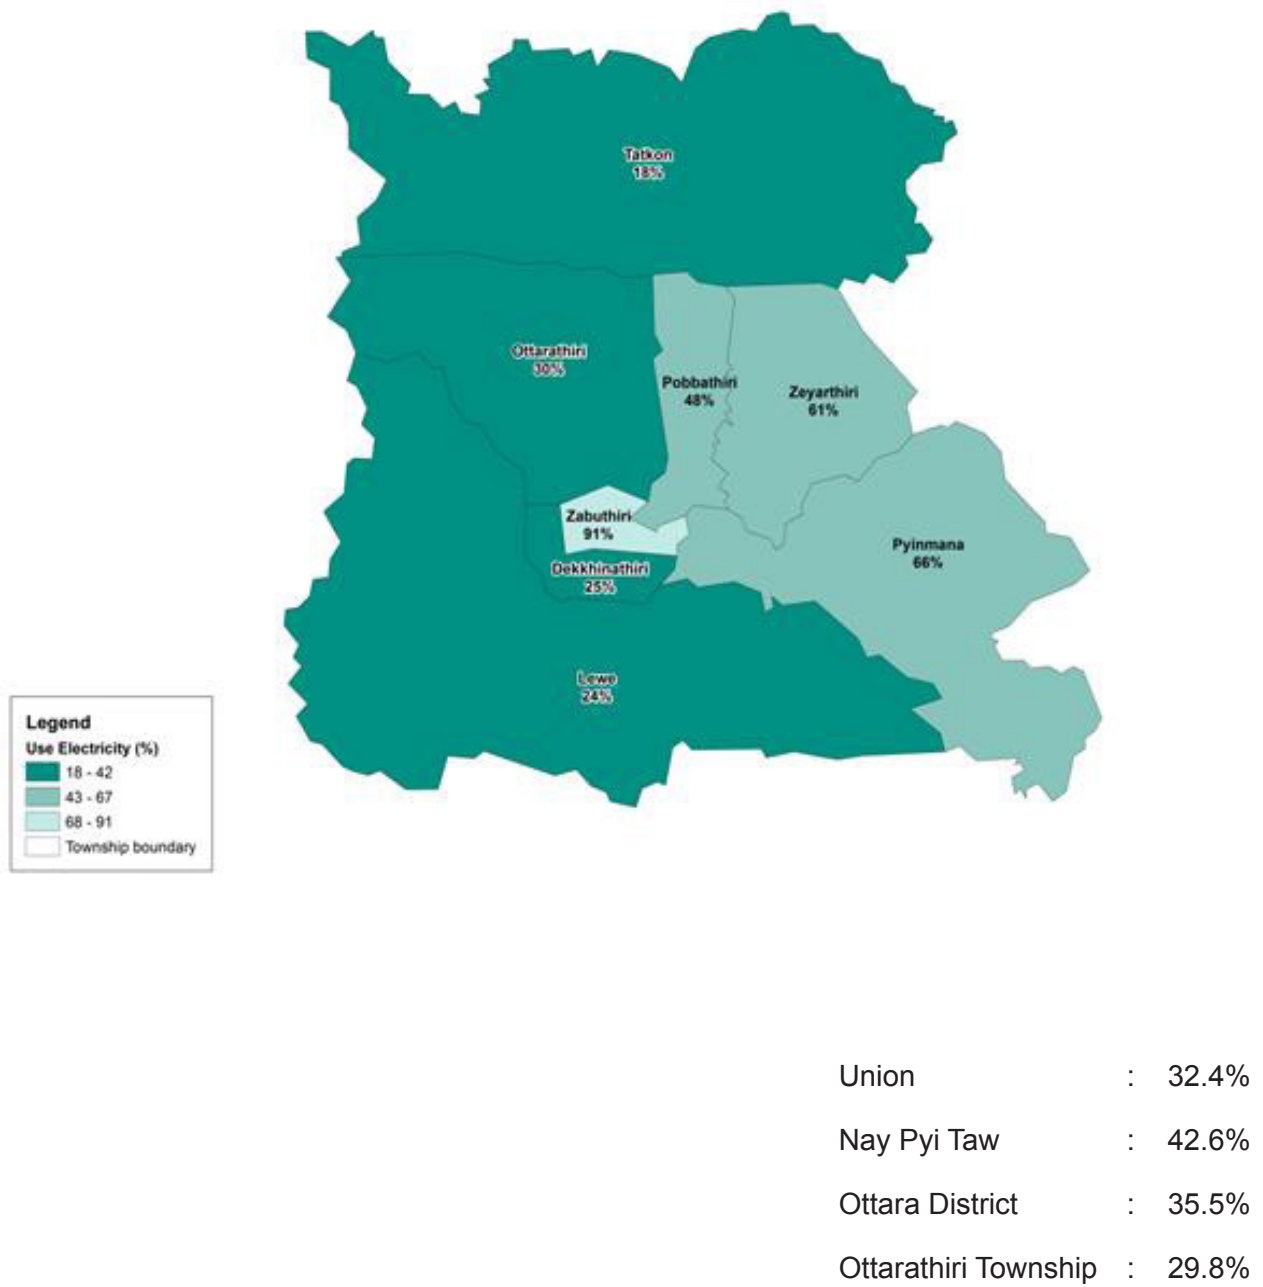 Tatkon
18%
Ottarathiri
30%
Pobbathiri
48%
Zeyarthiri
61%
Zabuthiri
91%
Pyinmana
66%
Dekkhinathiri
25%
Lewe
24%
Legend
Use Electricity (%)
18 - 42
43 - 67
68 - 91
Township boundary
Union : 32.4%
Nay Pyi Taw : 42.6%
Ottara District : 35.5%
Ottarathiri Township : 29.8%